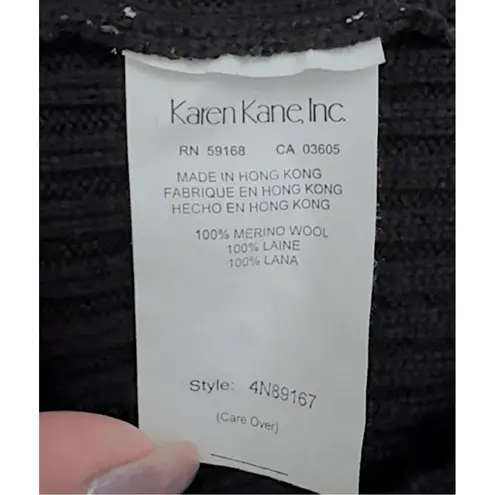 Karen Kane, Inc.
RN 59168 CA 03605
MADE IN HONG KONG
FABRIQUE EN HONG KONG
HECHO EN HONG KONG
100% MERINO WOOL
100% LAINE
100% LANA
Style: 4N89167
(Care Over)